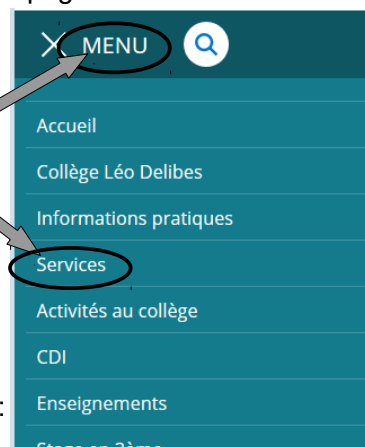 MENU
Accueil
Collège Léo Delibes
Informations pratiques
Services
Activités au collège
CDI
:
Enseignements